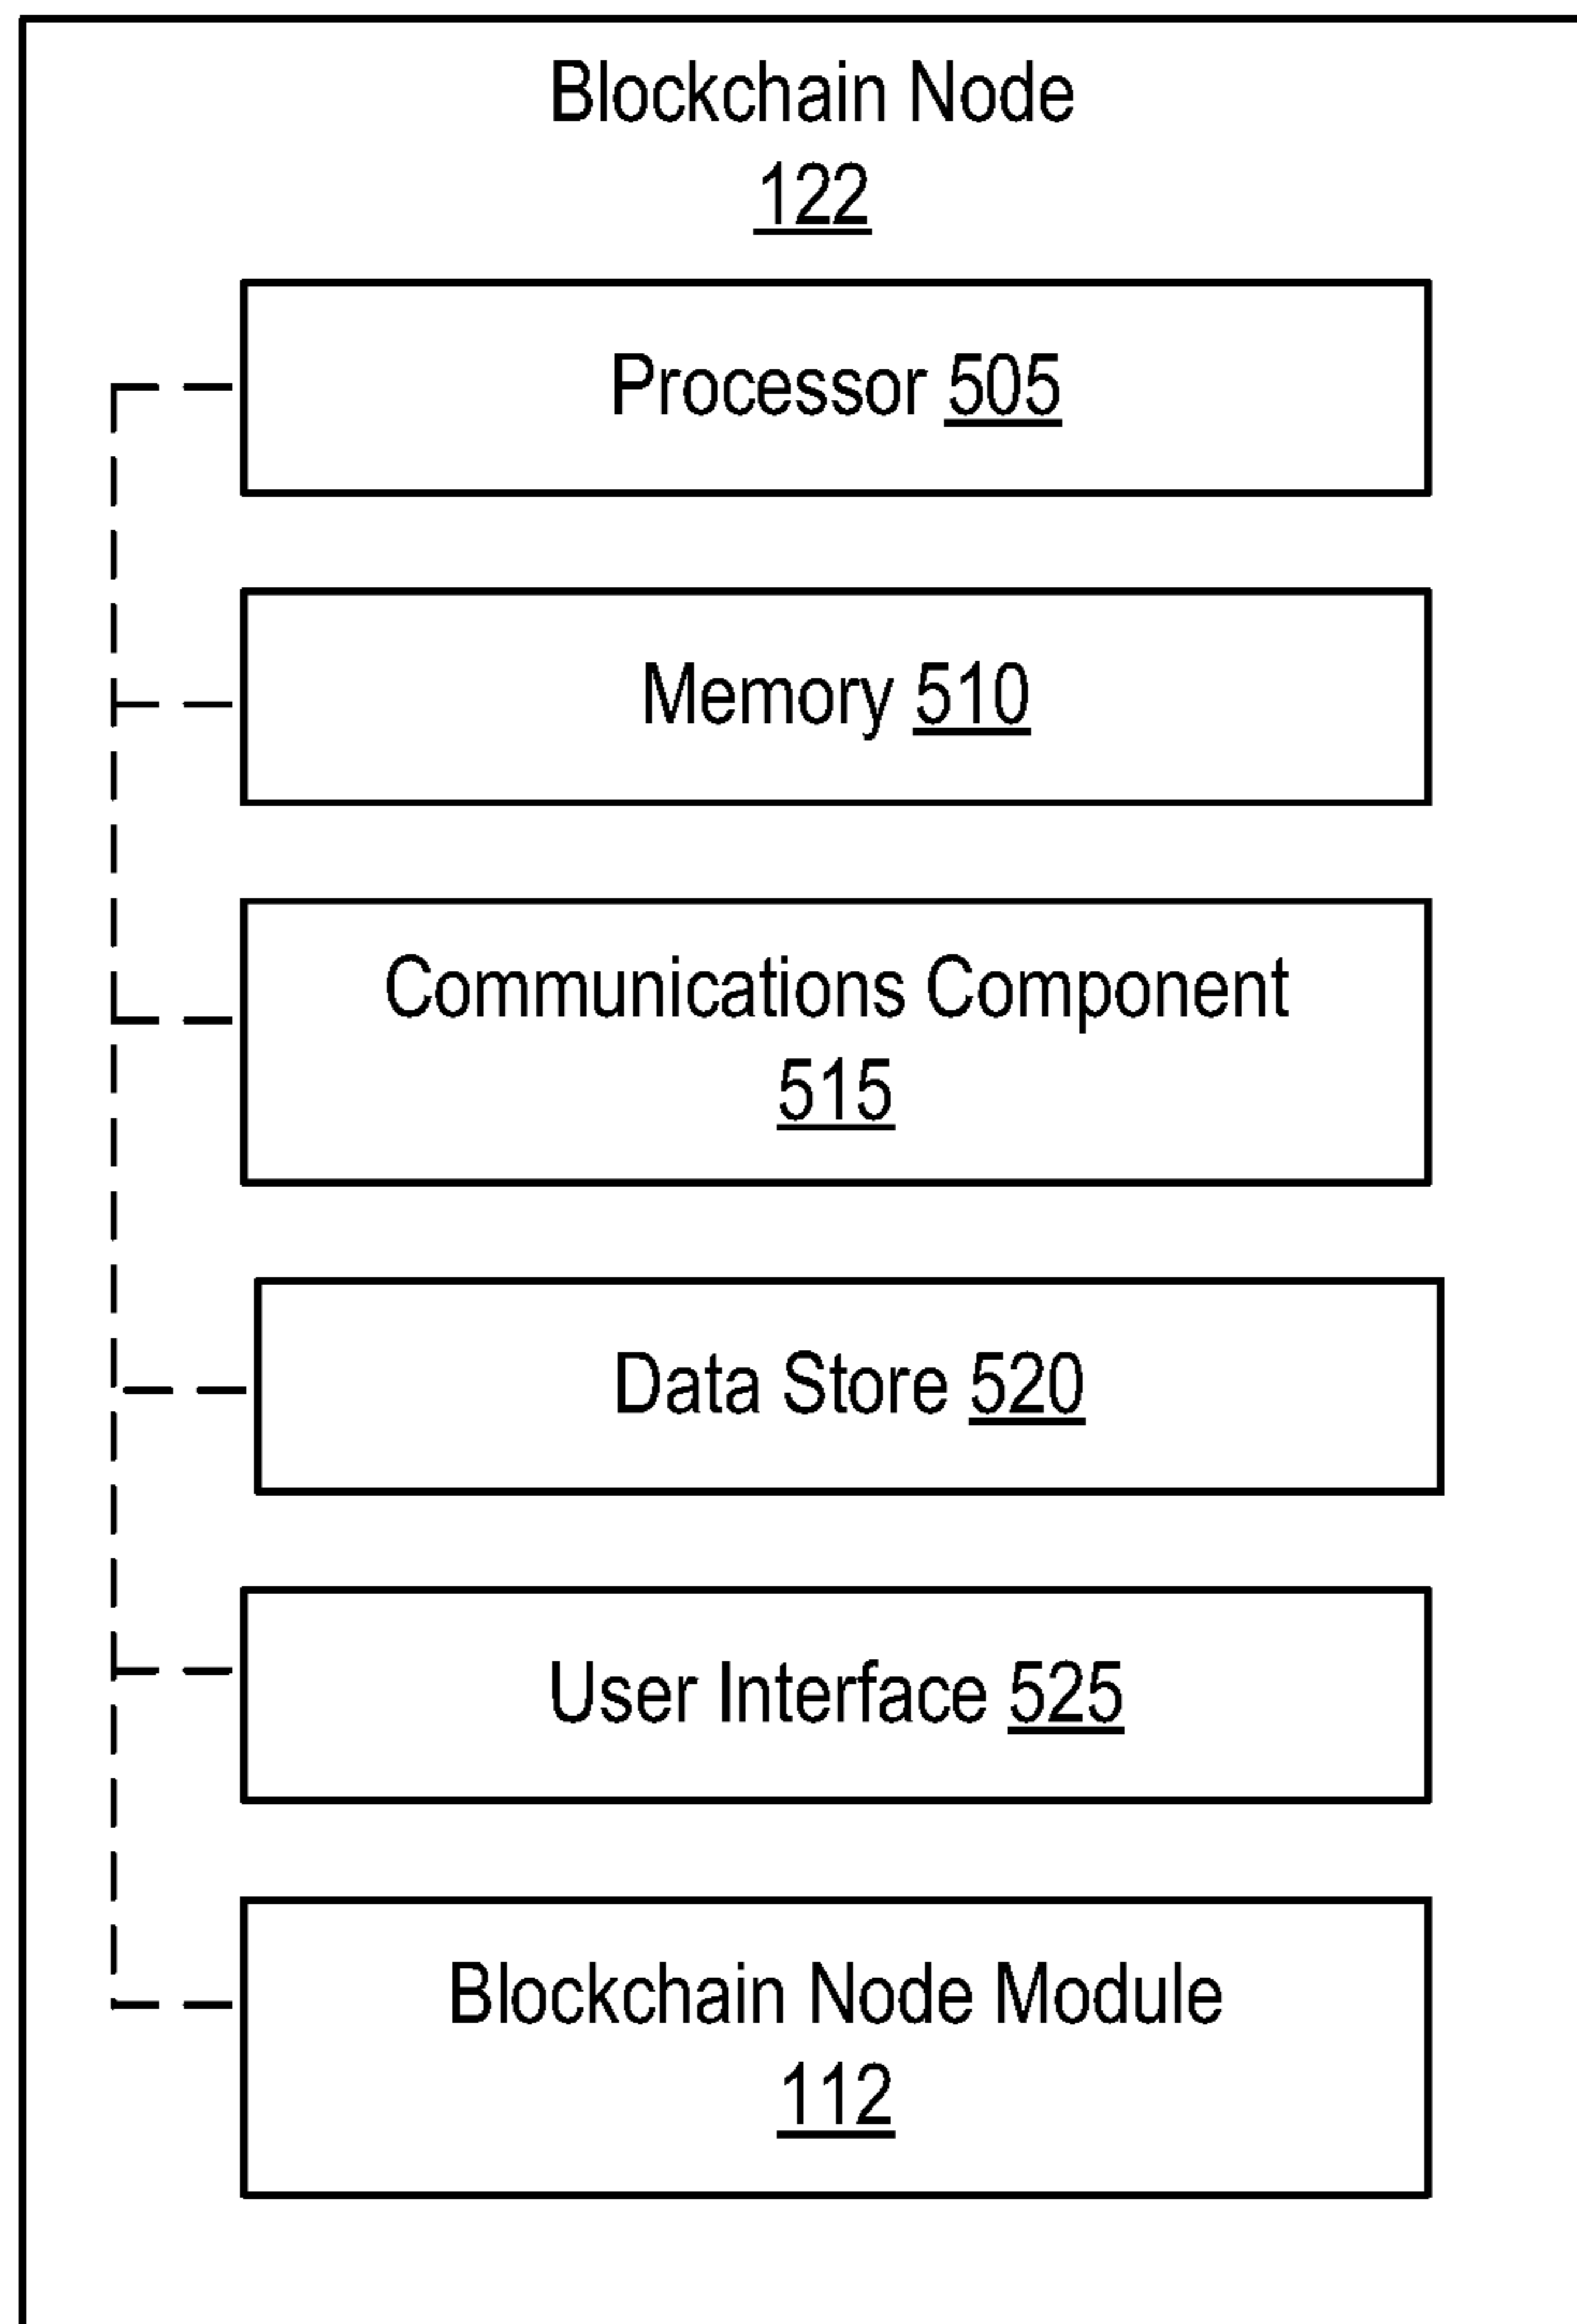 Blockchain Node
122
Processor 505
Memory 510
Communications Component
515
Data Store 520
User Interface 525
Blockchain Node Module
112